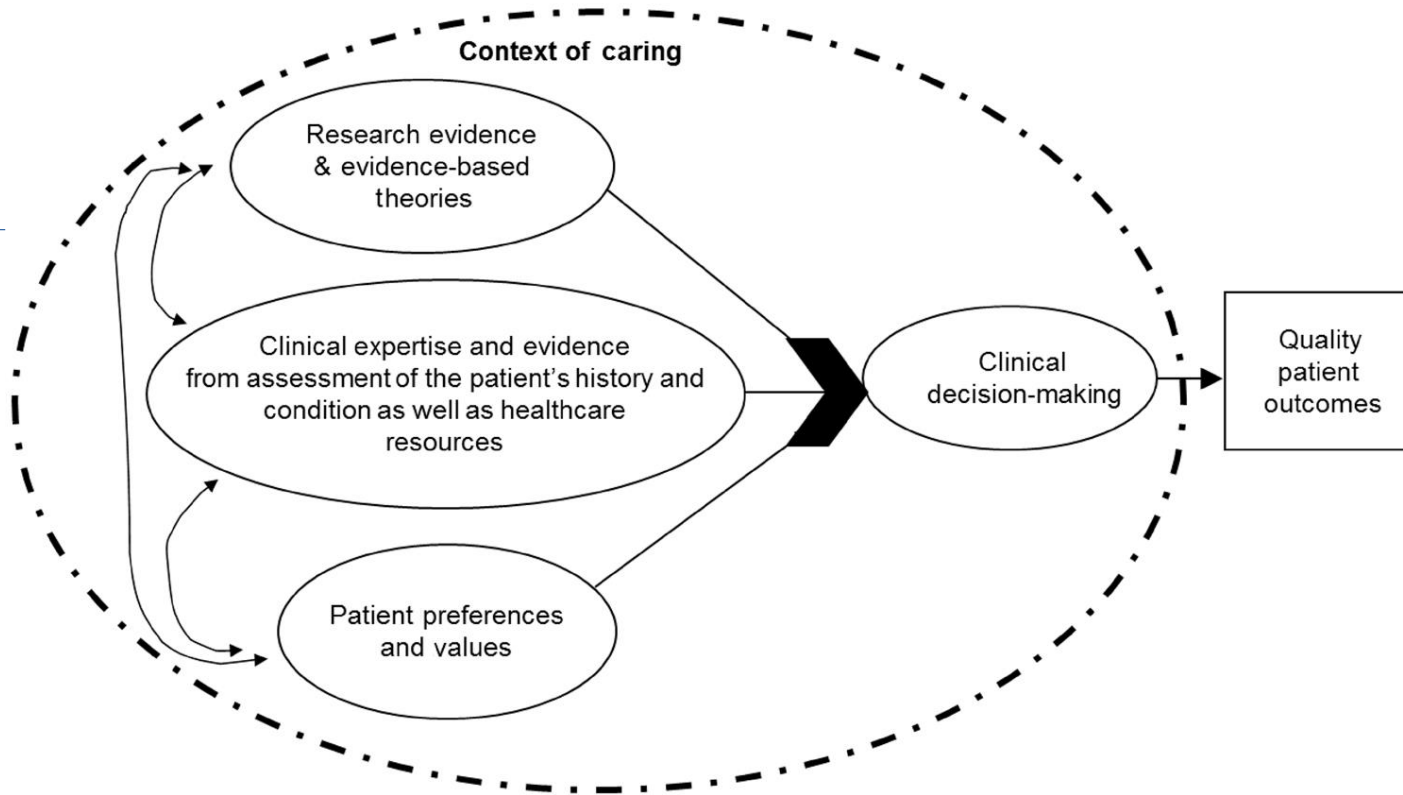 Context of caring
Research evidence
& evidence-based
theories
Clinical expertise and evidence
from assessment of the patient's history and
condition as well as healthcare
resources
Patient preferences
and values
Clinical
decision-making
Quality
patient
outcomes